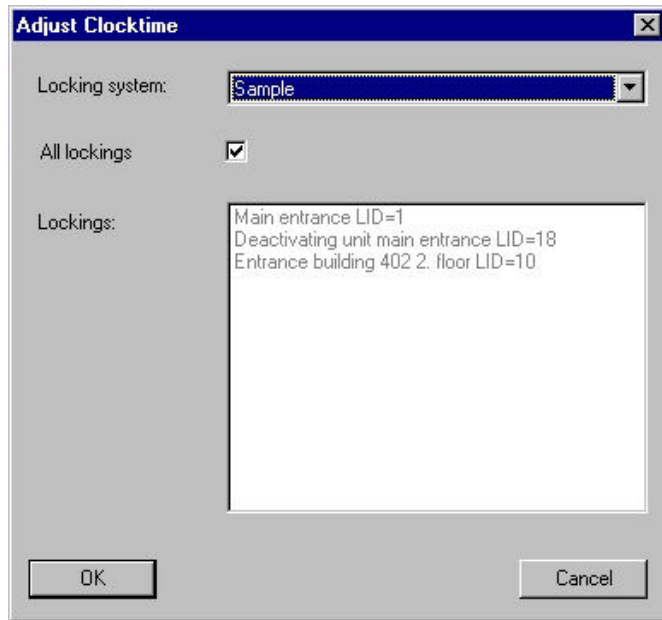 Adjust Clocktime
Locking system:
Sample
All lockings
Lockings:
Main entrance LID=1
Deactivating unit main entrance LID=18
Entrance building 402 2. floor LID=10
OK
Cancel